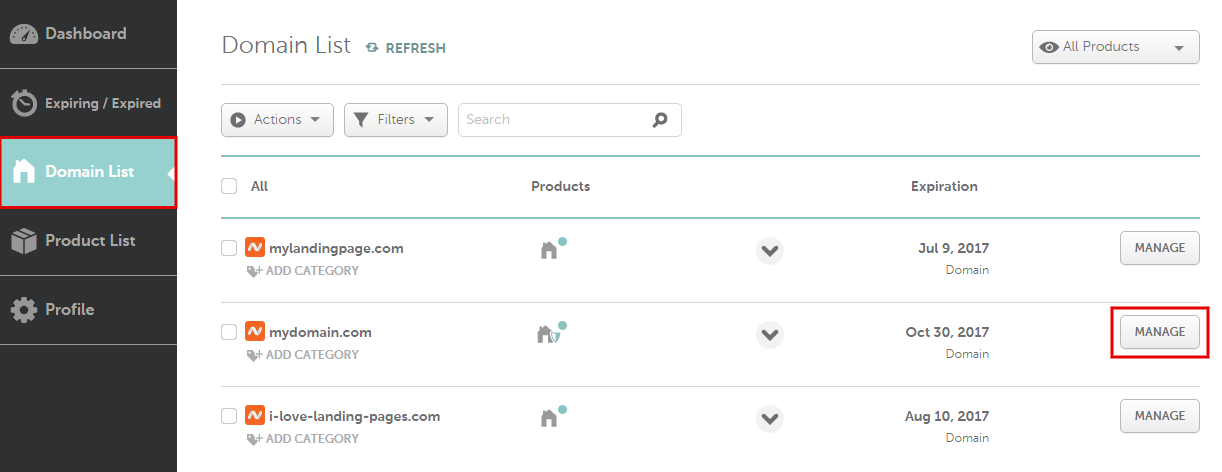 Dashboard
Expiring / Expired
Domain List
Product List
Profile
Domain List REFRESH
All Products
Actions Filters Search
All Products Expiration
mylandingpage.com Jul 9, 2017 MANAGE
ADD CATEGORY Domain
mydomain.com Oct 30, 2017 MANAGE
ADD CATEGORY Domain
i-love-landing-pages.com Aug 10, 2017 MANAGE
ADD CATEGORY Domain